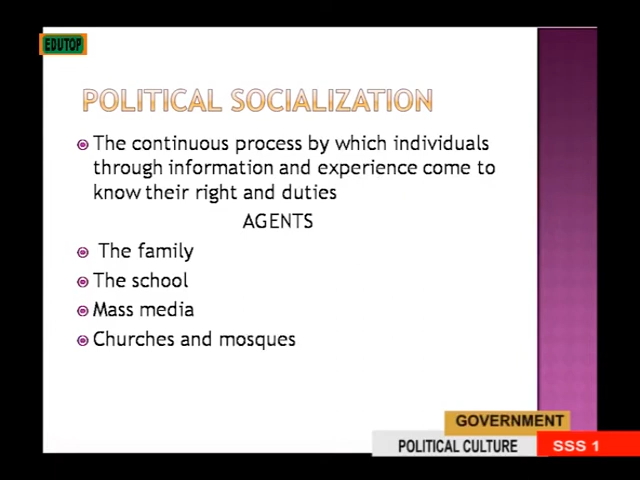 EDUTOP
POLITICAL SOCIALIZATION
The continuous process by which individuals
through information and experience come to
know their right and duties
AGENTS
The family
The school
Mass media
Churches and mosques
GOVERNMENT
POLITICAL CULTURE
SSS 1